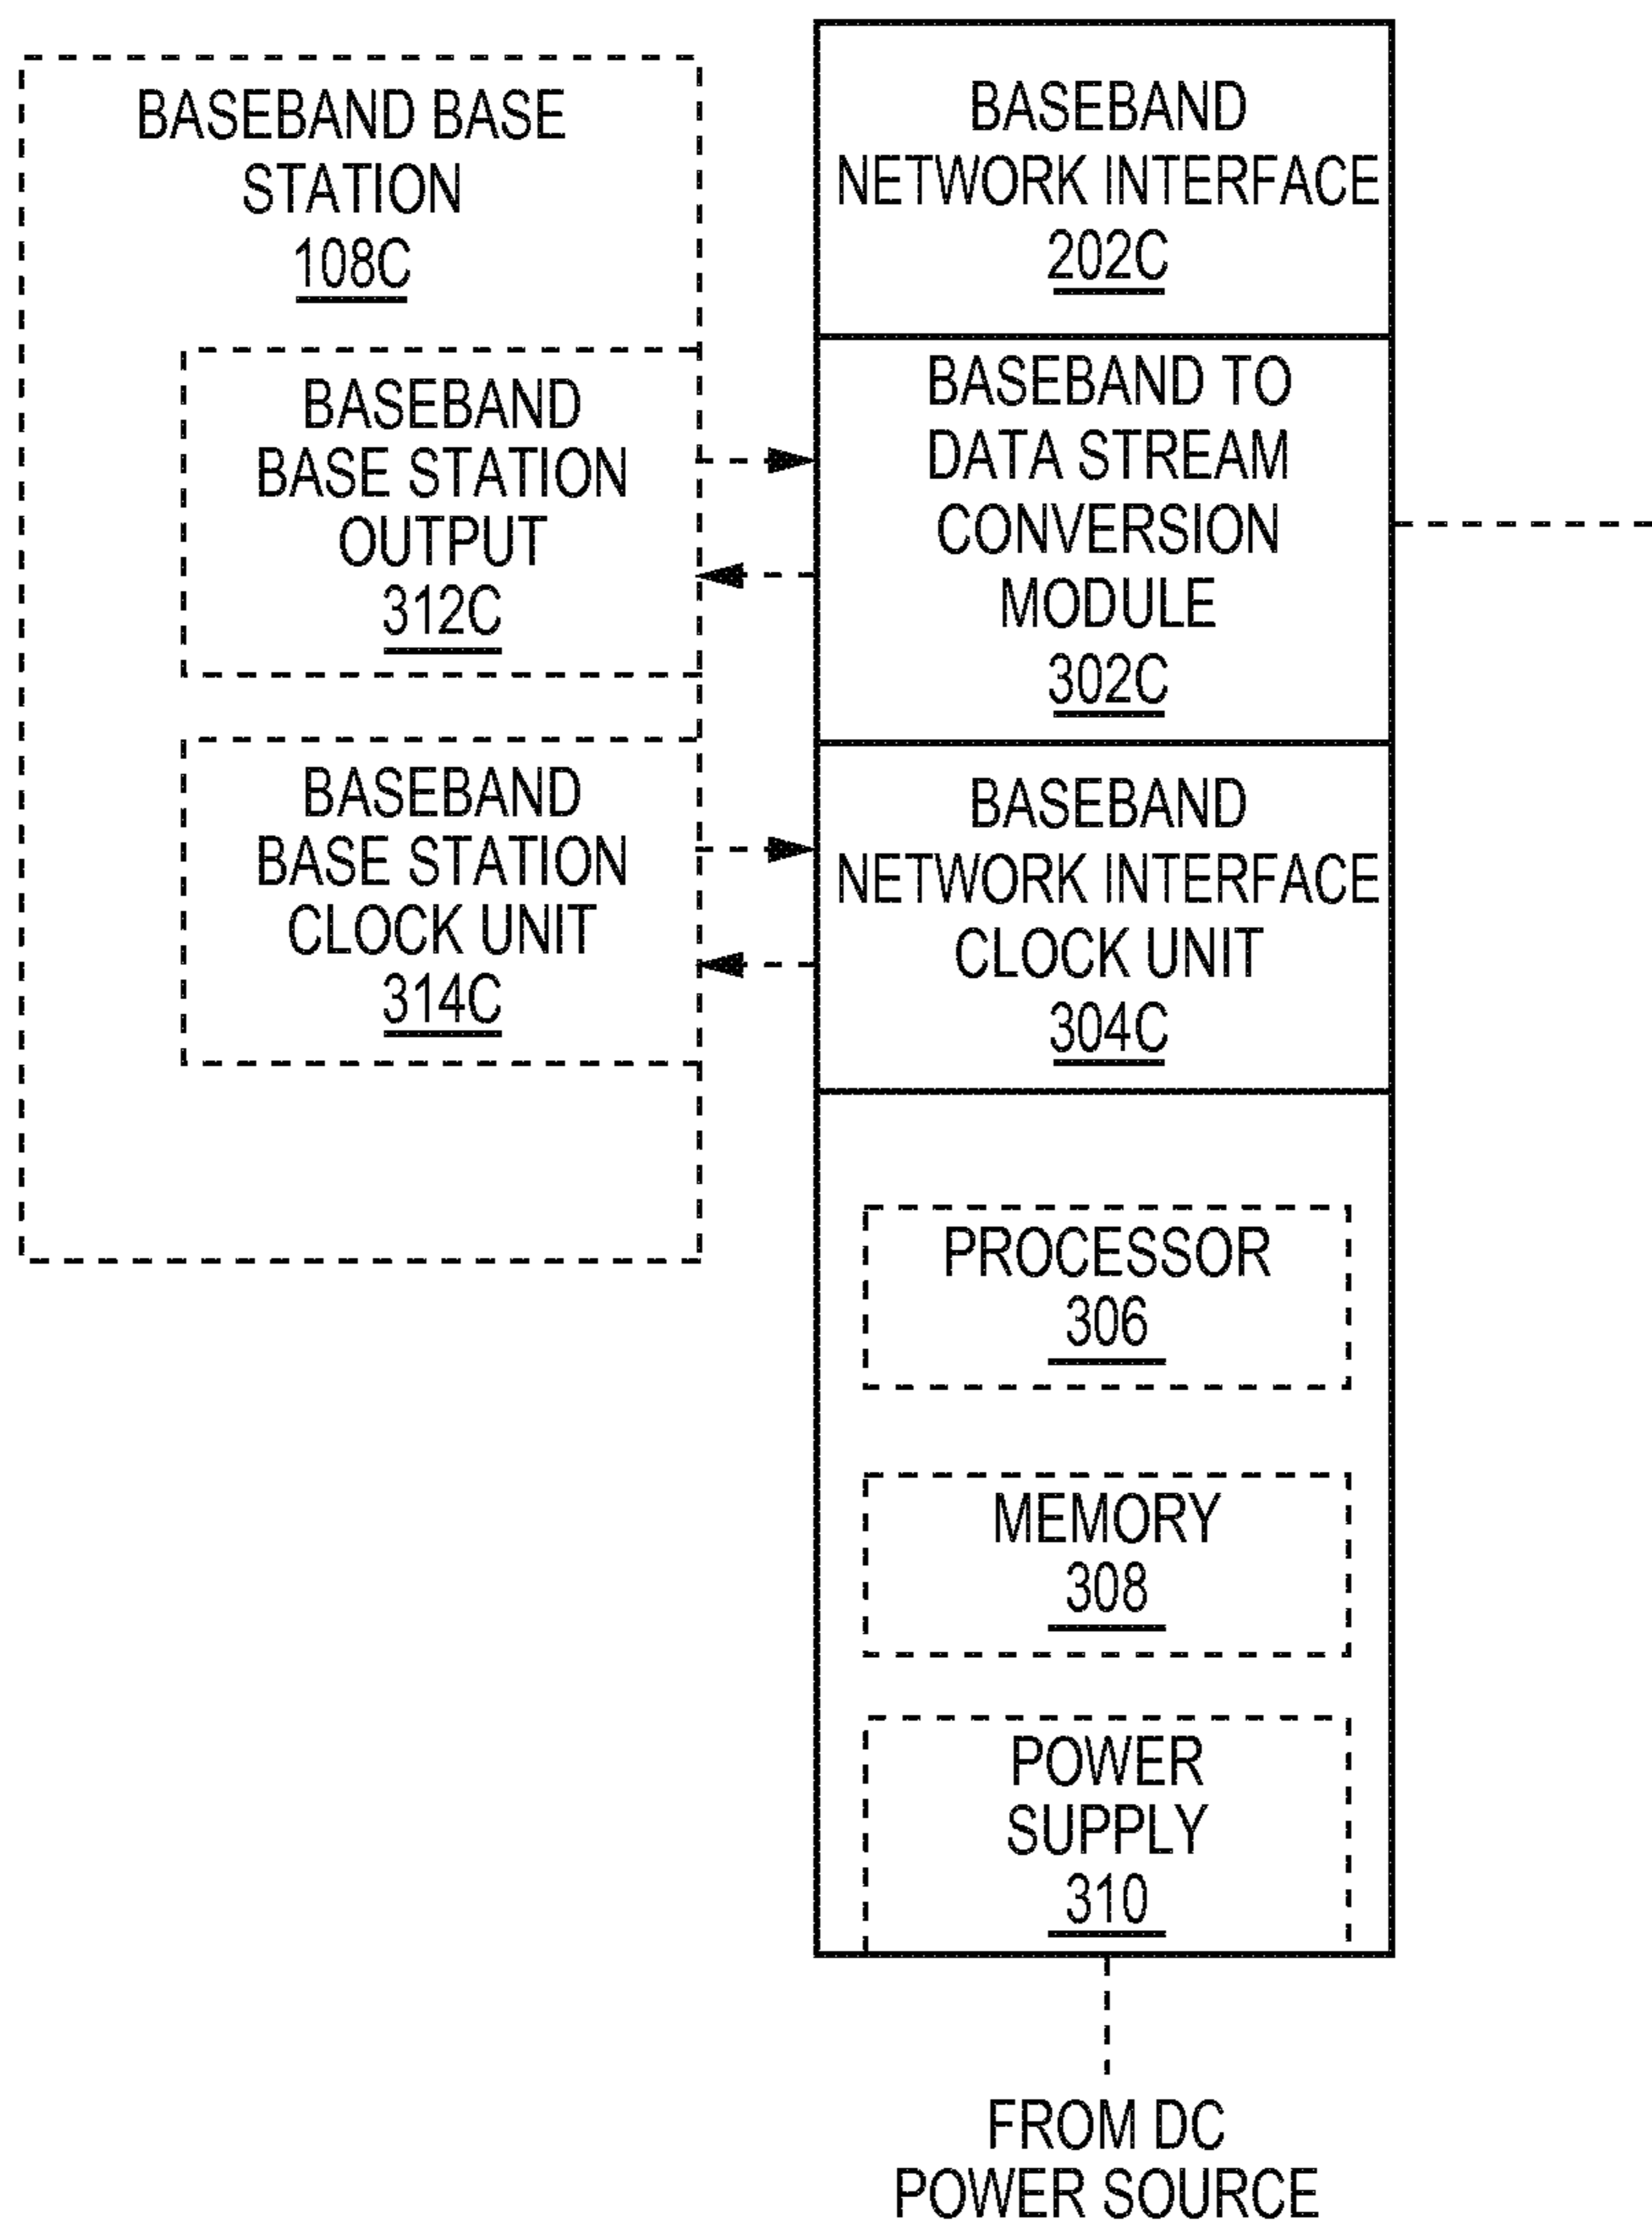 BASEBAND BASE
STATION
108C
BASEBAND
BASE STATION
OUTPUT
312C
BASEBAND
BASE STATION
CLOCK UNIT
314C
BASEBAND
NETWORK INTERFACE
202C
BASEBAND TO
DATA STREAM
CONVERSION
MODULE
302C
BASEBAND
NETWORK INTERFACE
CLOCK UNIT
304C
PROCESSOR
306
MEMORY
308
POWER
SUPPLY
310
FROM DC
POWER SOURCE